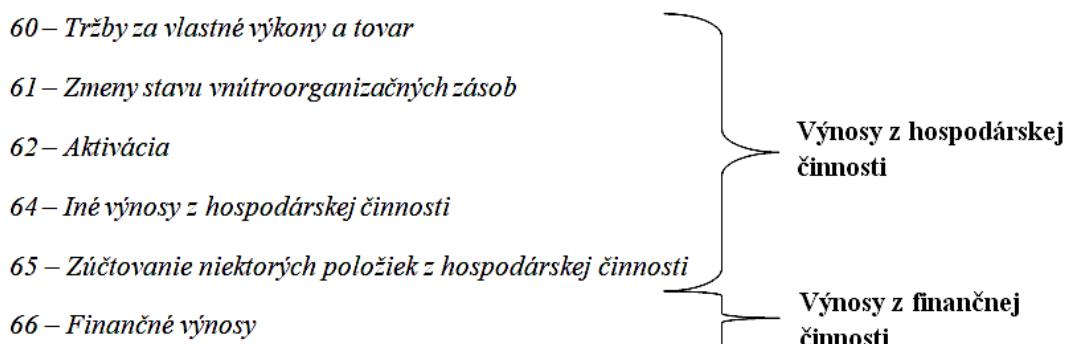 60 – Tržby za vlastné výkony a tovar
61 – Zmeny stavu vnútroorganizačných zásob
62 – Aktivácia
64 – Iné výnosy z hospodárskej činnosti
65 – Zúčtovanie niektorých položiek z hospodárskej činnosti
66 – Finančné výnosy
Výnosy z hospodárskej
činnosti
Výnosy z finančnej
činnosti